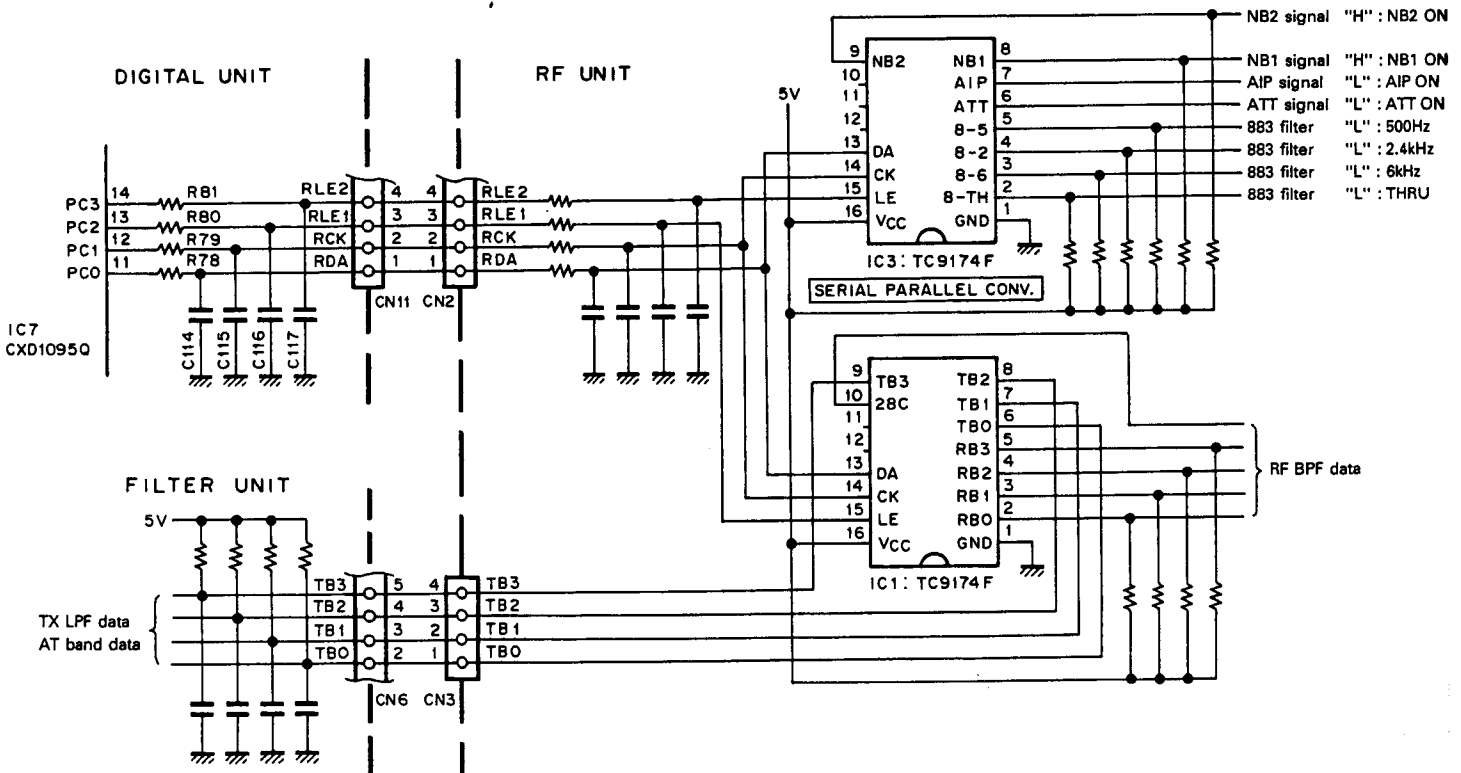 DIGITAL UNIT
RF UNIT
NB2 signal "H" : NB2 ON
NB1 signal "H" : NB1 ON
AIP signal "L" : AIP ON
ATT signal "L" : ATT ON
883 filter "L" : 500Hz
883 filter "L" : 2.4kHz
883 filter "L" : 6kHz
883 filter "L" : THRU
5V
9 NB2 NB1 8
10 AIP 7
11 ATT 6
12 8-5 5
13 DA 8-2 4
14 CK 8-6 3
15 LE 8-TH 2
16 VCC GND 1
IC3: TC9174F
SERIAL PARALLEL CONV.
PC3 14 R81 RLE2 4 4 RLE2
PC2 13 R80 RLE1 3 3 RLE1
PC1 12 R79 RCK 2 2 RCK
PC0 11 R78 RDA 1 1 RDA
CN11 CN2
IC7
CXD1095Q
C114
C115
C116
C117
9 TB3 TB2 8
10 28C TB1 7
11 TB0 6
12 RB3 5
13 DA RB2 4
14 CK RB1 3
15 LE RB0 2
16 VCC GND 1
IC1: TC9174F
RF BPF data
FILTER UNIT
5V
TB3 5 4 TB3
TB2 4 3 TB2
TB1 3 2 TB1
TB0 2 1 TB0
TX LPF data
AT band data
CN6 CN3